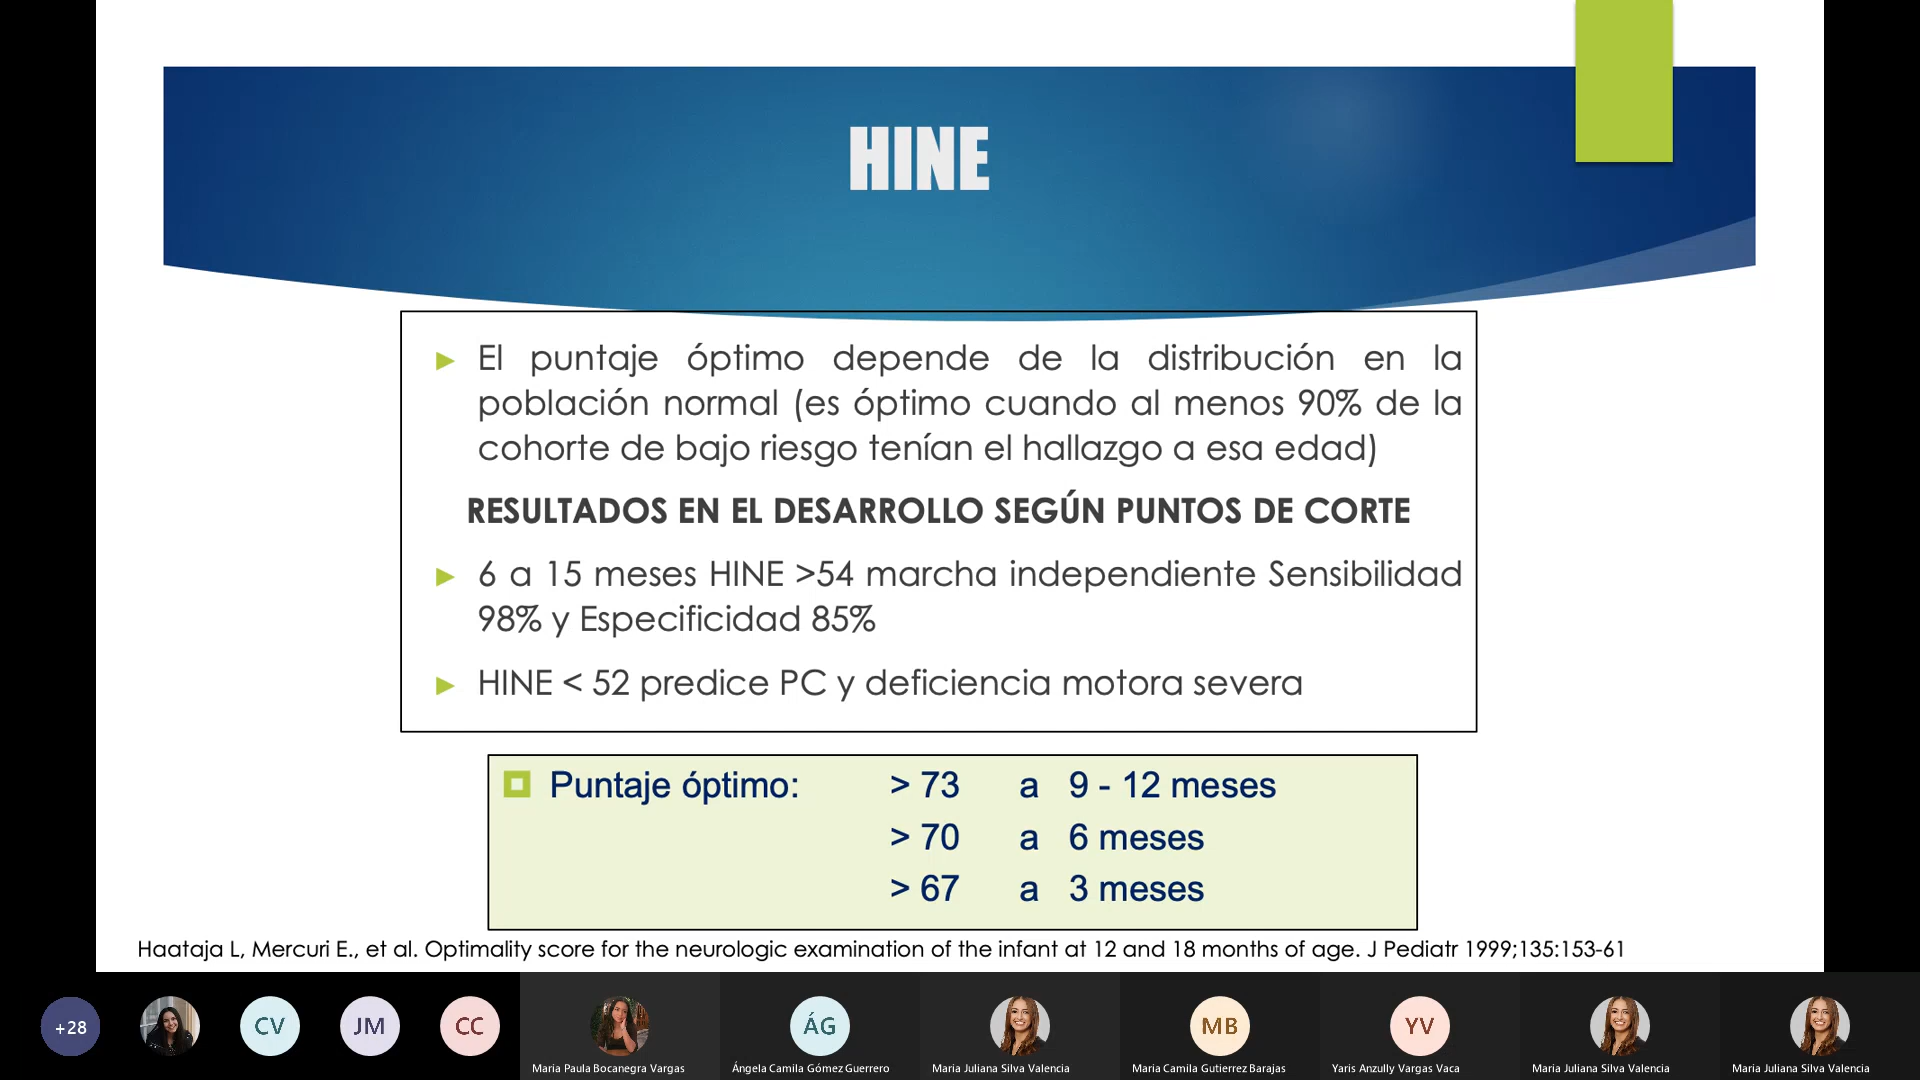 HINE
El puntaje óptimo depende de la distribución en la
población normal (es óptimo cuando al menos 90% de la
cohorte de bajo riesgo tenían el hallazgo a esa edad)
RESULTADOS EN EL DESARROLLO SEGÚN PUNTOS DE CORTE
6 a 15 meses HINE >54 marcha independiente Sensibilidad
98% y Especificidad 85%
HINE < 52 predice PC y deficiencia motora severa
Puntaje óptimo: > 73 a 9 - 12 meses
> 70 a 6 meses
> 67 a 3 meses
Haataja L, Mercuri E., et al. Optimality score for the neurologic examination of the infant at 12 and 18 months of age. J Pediatr 1999;135:153-61
+28 CV JM CC ÁG MB YV
Maria Paula Bocanegra Vargas Ángela Camila Gómez Guerrero Maria Juliana Silva Valencia Maria Camila Gutierrez Barajas Yaris Anzully Vargas Vaca Maria Juliana Silva Valencia Maria Juliana Silva Valencia